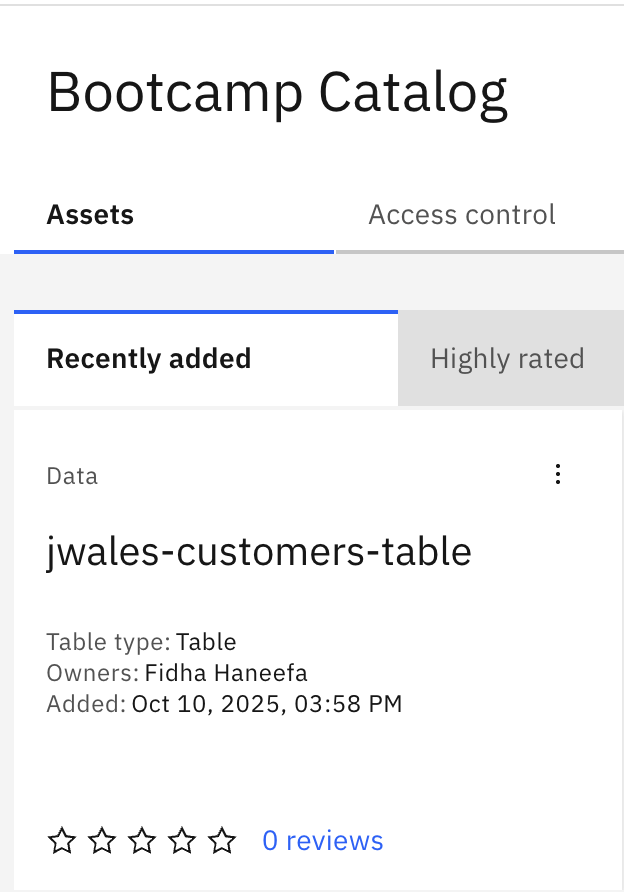 Bootcamp Catalog
Assets
Access control
Recently added
Highly rated
Data
jwales-customers-table
Table type: Table
Owners: Fidha Haneefa
Added: Oct 10, 2025, 03:58 PM
0 reviews